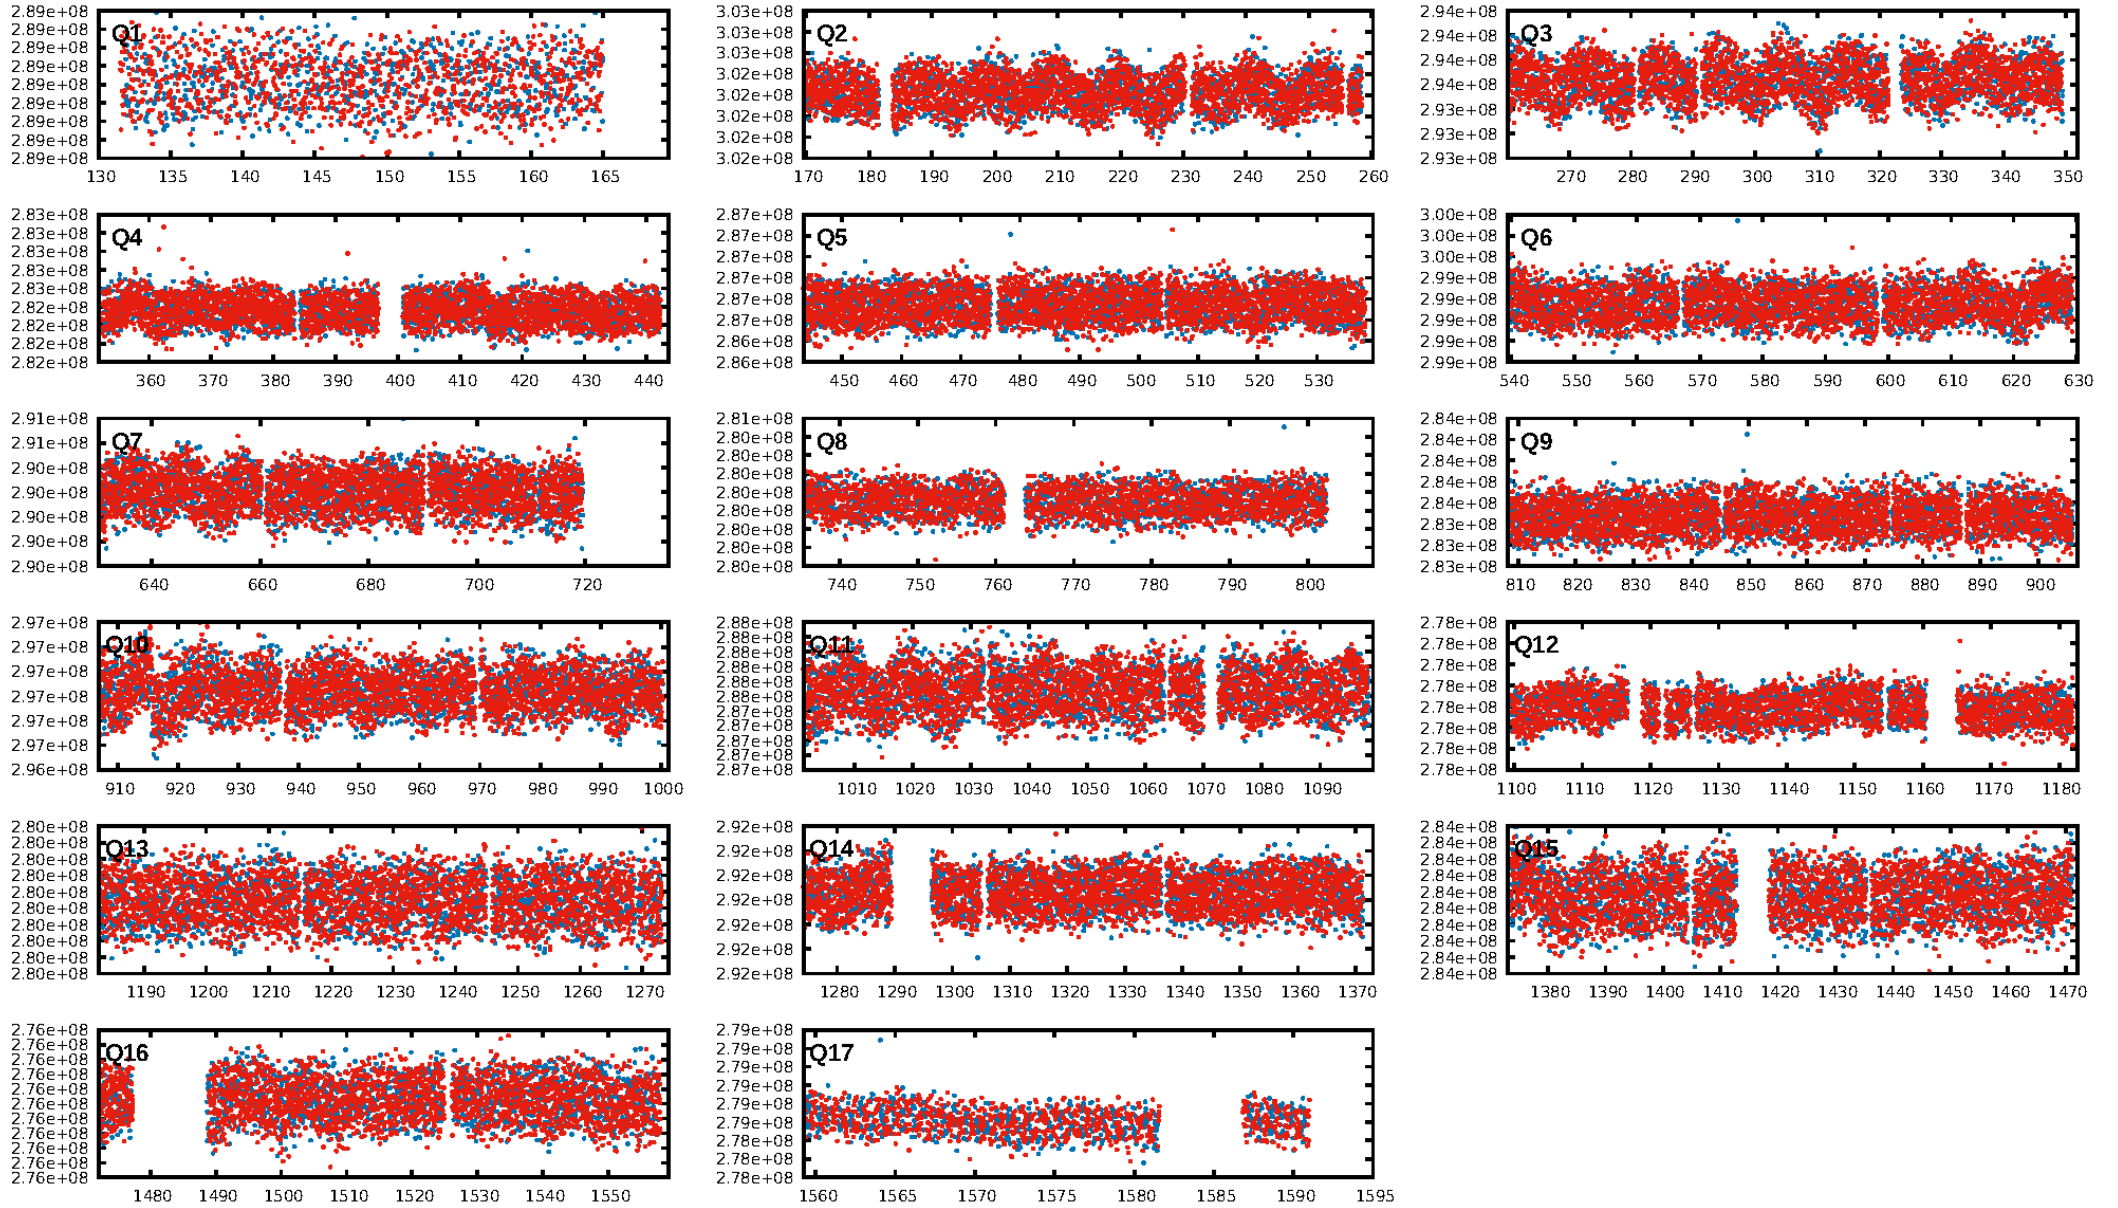 Q1
2.89e+08
2.89e+08
2.89e+08
2.89e+08
2.89e+08
2.89e+08
2.89e+08
2.89e+08
2.89e+08
130 135 140 145 150 155 160 165
Q2
3.03e+08
3.03e+08
3.03e+08
3.02e+08
3.02e+08
3.02e+08
3.02e+08
3.02e+08
170 180 190 200 210 220 230 240 250 260
Q3
2.94e+08
2.94e+08
2.94e+08
2.94e+08
2.93e+08
2.93e+08
2.93e+08
270 280 290 300 310 320 330 340 350
Q4
2.83e+08
2.83e+08
2.83e+08
2.83e+08
2.83e+08
2.82e+08
2.82e+08
2.82e+08
2.82e+08
360 370 380 390 400 410 420 430 440
Q5
2.87e+08
2.87e+08
2.87e+08
2.87e+08
2.87e+08
2.87e+08
2.86e+08
2.86e+08
450 460 470 480 490 500 510 520 530
Q6
3.00e+08
3.00e+08
3.00e+08
2.99e+08
2.99e+08
2.99e+08
2.99e+08
2.99e+08
540 550 560 570 580 590 600 610 620 630
Q7
2.91e+08
2.91e+08
2.90e+08
2.90e+08
2.90e+08
2.90e+08
2.90e+08
640 660 680 700 720
Q8
2.81e+08
2.80e+08
2.80e+08
2.80e+08
2.80e+08
2.80e+08
2.80e+08
2.80e+08
2.80e+08
740 750 760 770 780 790 800
Q9
2.84e+08
2.84e+08
2.84e+08
2.84e+08
2.84e+08
2.83e+08
2.83e+08
2.83e+08
810 820 830 840 850 860 870 880 890 900
Q10
2.97e+08
2.97e+08
2.97e+08
2.97e+08
2.97e+08
2.97e+08
2.96e+08
910 920 930 940 950 960 970 980 990 1000
Q11
2.88e+08
2.88e+08
2.88e+08
2.88e+08
2.88e+08
2.88e+08
2.87e+08
2.87e+08
2.87e+08
2.87e+08
2.87e+08
1010 1020 1030 1040 1050 1060 1070 1080 1090
Q12
2.78e+08
2.78e+08
2.78e+08
2.78e+08
2.78e+08
2.78e+08
2.78e+08
2.78e+08
1100 1110 1120 1130 1140 1150 1160 1170 1180
Q13
2.80e+08
2.80e+08
2.80e+08
2.80e+08
2.80e+08
2.80e+08
2.80e+08
2.80e+08
2.80e+08
2.80e+08
1190 1200 1210 1220 1230 1240 1250 1260 1270
Q14
2.92e+08
2.92e+08
2.92e+08
2.92e+08
2.92e+08
2.92e+08
2.92e+08
1280 1290 1300 1310 1320 1330 1340 1350 1360 1370
Q15
2.84e+08
2.84e+08
2.84e+08
2.84e+08
2.84e+08
2.84e+08
2.84e+08
2.84e+08
2.84e+08
2.84e+08
1380 1390 1400 1410 1420 1430 1440 1450 1460 1470
Q16
2.76e+08
2.76e+08
2.76e+08
2.76e+08
2.76e+08
2.76e+08
2.76e+08
2.76e+08
2.76e+08
2.76e+08
2.76e+08
1480 1490 1500 1510 1520 1530 1540 1550
Q17
2.79e+08
2.79e+08
2.79e+08
2.79e+08
2.79e+08
2.79e+08
2.78e+08
2.78e+08
2.78e+08
1560 1565 1570 1575 1580 1585 1590 1595